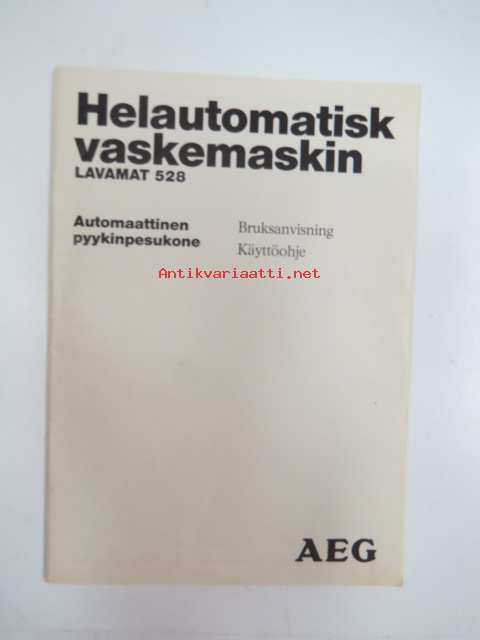 Helautomatisk
vaskemaskin
LAVAMAT 528
Automaattinen
pyykinpesukone
Bruksanvisning
Käyttöohje
Antikvariaatti.net
AEG